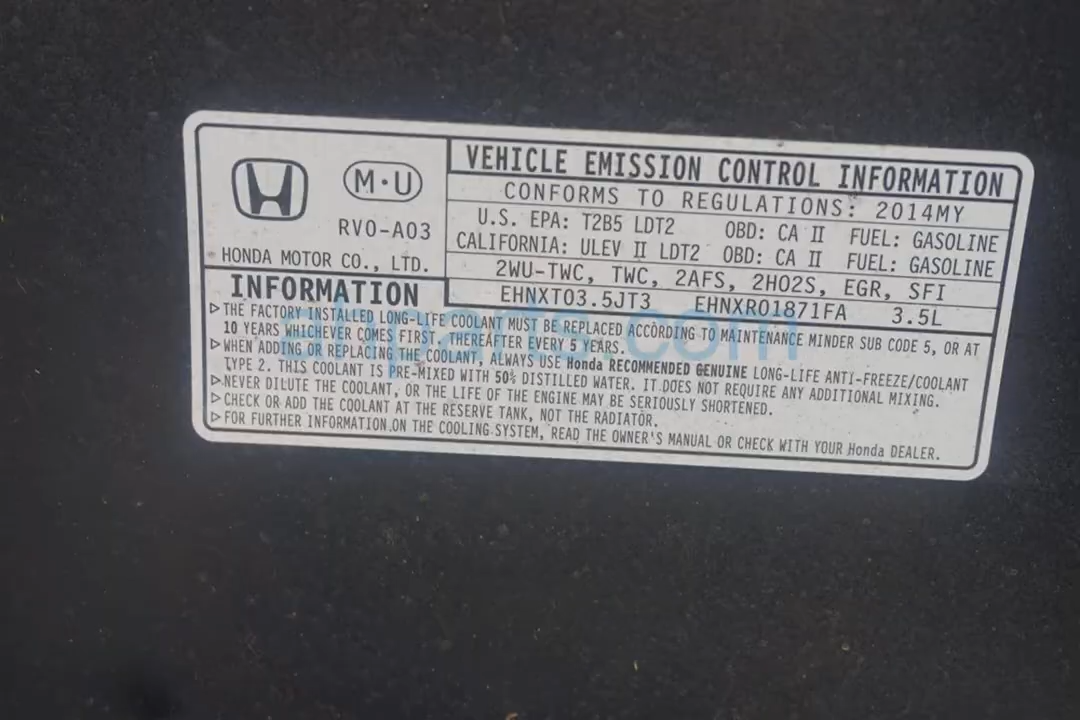 M·U
RV0-A03
HONDA MOTOR CO., LTD.
VEHICLE EMISSION CONTROL INFORMATION
CONFORMS TO REGULATIONS: 2014MY
U.S. EPA: T2B5 LDT2 OBD: CA II FUEL: GASOLINE
CALIFORNIA: ULEV II LDT2 OBD: CA II FUEL: GASOLINE
2WU-TWC, TWC, 2AFS, 2HO2S, EGR, SFI
EHNXT03.5JT3 EHNXR01871FA 3.5L
INFORMATION
▷THE FACTORY INSTALLED LONG-LIFE COOLANT MUST BE REPLACED ACCORDING TO MAINTENANCE MINDER SUB CODE 5, OR AT
10 YEARS WHICHEVER COMES FIRST. THEREAFTER EVERY 5 YEARS.
▷WHEN ADDING OR REPLACING THE COOLANT, ALWAYS USE Honda RECOMMENDED GENUINE LONG-LIFE ANTI-FREEZE/COOLANT
TYPE 2. THIS COOLANT IS PRE-MIXED WITH 50% DISTILLED WATER. IT DOES NOT REQUIRE ANY ADDITIONAL MIXING.
▷NEVER DILUTE THE COOLANT, OR THE LIFE OF THE ENGINE MAY BE SERIOUSLY SHORTENED.
▷CHECK OR ADD THE COOLANT AT THE RESERVE TANK, NOT THE RADIATOR.
▷FOR FURTHER INFORMATION ON THE COOLING SYSTEM, READ THE OWNER'S MANUAL OR CHECK WITH YOUR Honda DEALER.